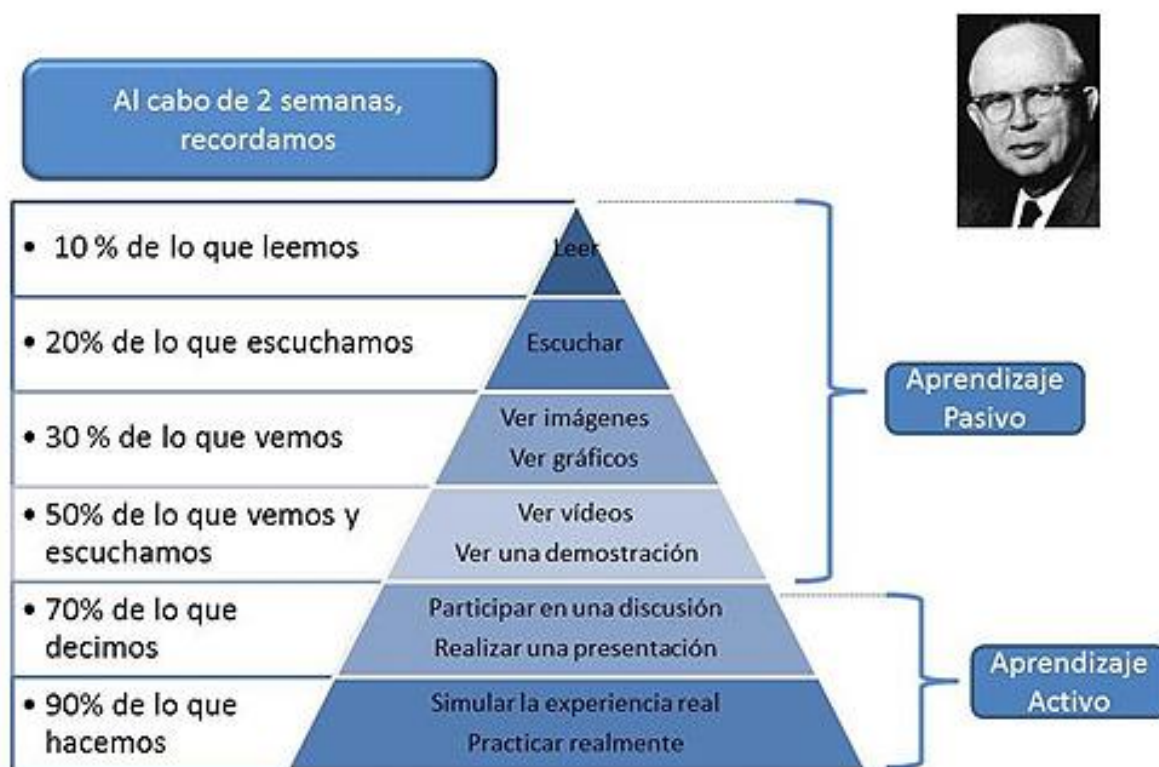 Al cabo de 2 semanas,
recordamos
• 10 % de lo que leemos
Leer
• 20% de lo que escuchamos
Escuchar
• 30 % de lo que vemos
Ver imágenes
Ver gráficos
• 50% de lo que vemos y
escuchamos
Ver vídeos
Ver una demostración
Aprendizaje
Pasivo
• 70% de lo que
decimos
Participar en una discusión
Realizar una presentación
• 90% de lo que
hacemos
Simular la experiencia real
Practicar realmente
Aprendizaje
Activo